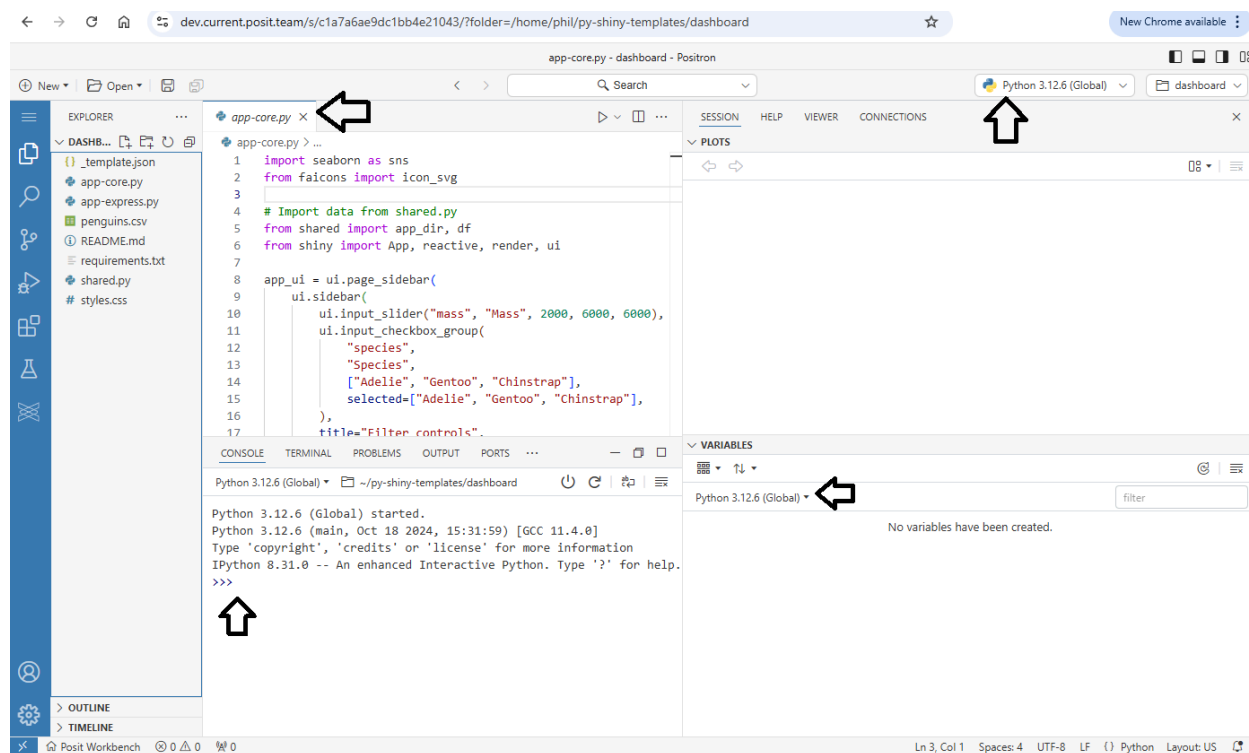 dev.current.posit.team/s/c1a7a6ae9dc1bb4e21043/?folder=/home/phil/py-shiny-templates/dashboard
New Chrome available
app-core.py - dashboard - Positron
New
Open
Search
Python 3.12.6 (Global)
dashboard
EXPLORER
DASHB...
_template.json
app-core.py
app-express.py
penguins.csv
README.md
requirements.txt
shared.py
styles.css
OUTLINE
TIMELINE
app-core.py
app-core.py > ...
1 import seaborn as sns
2 from faicons import icon_svg
3
4 # Import data from shared.py
5 from shared import app_dir, df
6 from shiny import App, reactive, render, ui
7
8 app_ui = ui.page_sidebar(
9 ui.sidebar(
10 ui.input_slider("mass", "Mass", 2000, 6000, 6000),
11 ui.input_checkbox_group(
12 "species",
13 "Species",
14 ["Adelie", "Gentoo", "Chinstrap"],
15 selected=["Adelie", "Gentoo", "Chinstrap"],
16 ),
17 title="Filter controls",
CONSOLE TERMINAL PROBLEMS OUTPUT PORTS ...
Python 3.12.6 (Global) ~/py-shiny-templates/dashboard
Python 3.12.6 (Global) started.
Python 3.12.6 (main, Oct 18 2024, 15:31:59) [GCC 11.4.0]
Type 'copyright', 'credits' or 'license' for more information
IPython 8.31.0 -- An enhanced Interactive Python. Type '?' for help.
>>>
SESSION HELP VIEWER CONNECTIONS
PLOTS
VARIABLES
Python 3.12.6 (Global)
filter
No variables have been created.
Posit Workbench 0 0 0
Ln 3, Col 1 Spaces: 4 UTF-8 LF {} Python Layout: US